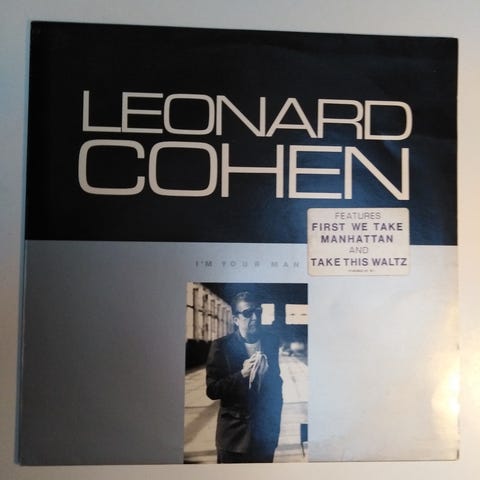 LEONARD
COHEN
FEATURES
FIRST WE TAKE
MANHATTAN
AND
TAKE THIS WALTZ
I'M YOUR MAN